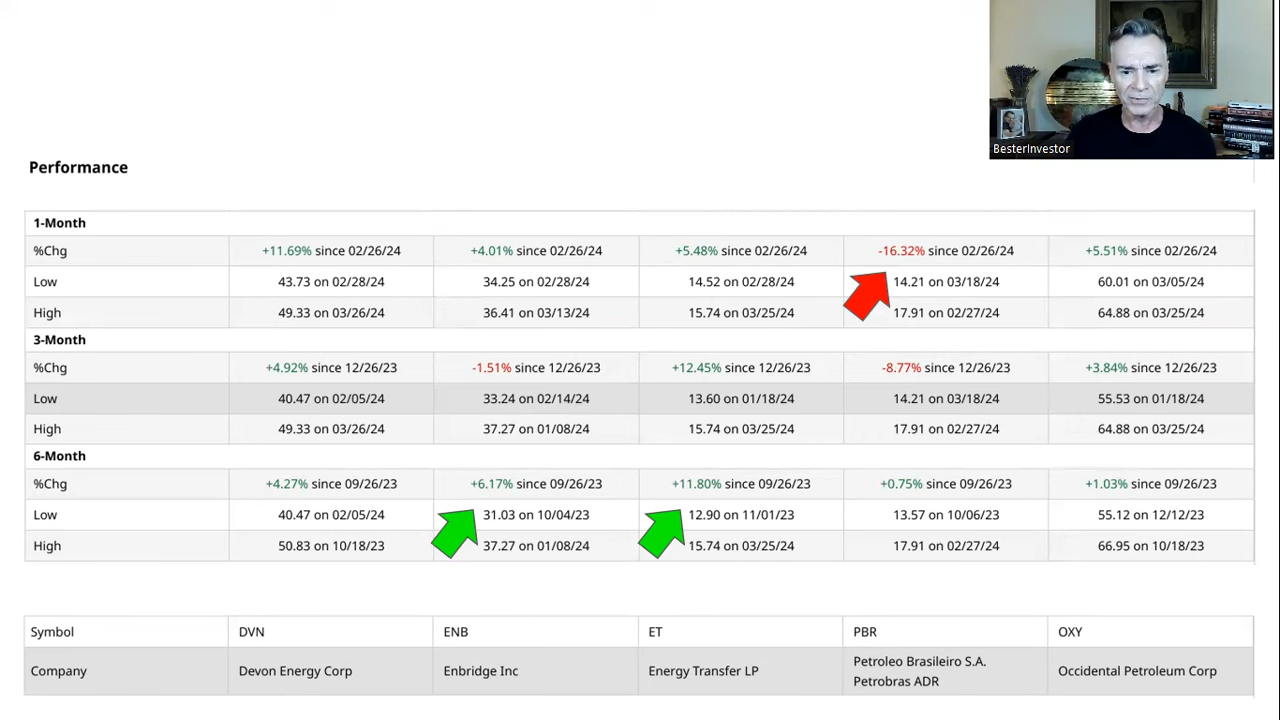 BesterInvestor
Performance
1-Month
%Chg +11.69% since 02/26/24 +4.01% since 02/26/24 +5.48% since 02/26/24 -16.32% since 02/26/24 +5.51% since 02/26/24
Low 43.73 on 02/28/24 34.25 on 02/28/24 14.52 on 02/28/24 14.21 on 03/18/24 60.01 on 03/05/24
High 49.33 on 03/26/24 36.41 on 03/13/24 15.74 on 03/25/24 17.91 on 02/27/24 64.88 on 03/25/24
3-Month
%Chg +4.92% since 12/26/23 -1.51% since 12/26/23 +12.45% since 12/26/23 -8.77% since 12/26/23 +3.84% since 12/26/23
Low 40.47 on 02/05/24 33.24 on 02/14/24 13.60 on 01/18/24 14.21 on 03/18/24 55.53 on 01/18/24
High 49.33 on 03/26/24 37.27 on 01/08/24 15.74 on 03/25/24 17.91 on 02/27/24 64.88 on 03/25/24
6-Month
%Chg +4.27% since 09/26/23 +6.17% since 09/26/23 +11.80% since 09/26/23 +0.75% since 09/26/23 +1.03% since 09/26/23
Low 40.47 on 02/05/24 31.03 on 10/04/23 12.90 on 11/01/23 13.57 on 10/06/23 55.12 on 12/12/23
High 50.83 on 10/18/23 37.27 on 01/08/24 15.74 on 03/25/24 17.91 on 02/27/24 66.95 on 10/18/23
Symbol DVN ENB ET PBR OXY
Company Devon Energy Corp Enbridge Inc Energy Transfer LP Petroleo Brasileiro S.A. Occidental Petroleum Corp
Petrobras ADR